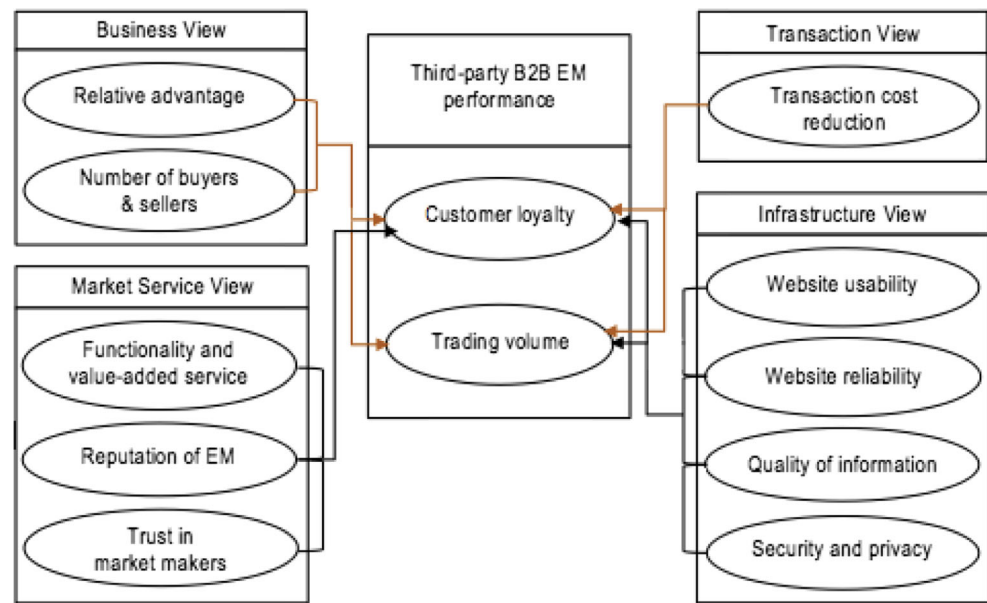 Business View
Relative advantage
Number of buyers
& sellers
Market Service View
Functionality and
value-added service
Reputation of EM
Trust in
market makers
Third-party B2B EM
performance
Customer loyalty
Trading volume
Transaction View
Transaction cost
reduction
Infrastructure View
Website usability
Website reliability
Quality of information
Security and privacy